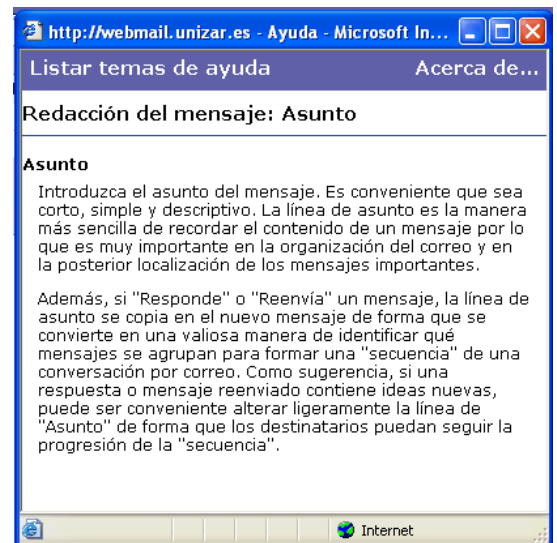 http://webmail.unizar.es - Ayuda - Microsoft In...
Listar temas de ayuda Acerca de...
Redacción del mensaje: Asunto
Asunto
Introduzca el asunto del mensaje. Es conveniente que sea
corto, simple y descriptivo. La línea de asunto es la manera
más sencilla de recordar el contenido de un mensaje por lo
que es muy importante en la organización del correo y en
la posterior localización de los mensajes importantes.
Además, si "Responde" o "Reenvía" un mensaje, la línea de
asunto se copia en el nuevo mensaje de forma que se
convierte en una valiosa manera de identificar qué
mensajes se agrupan para formar una "secuencia" de una
conversación por correo. Como sugerencia, si una
respuesta o mensaje reenviado contiene ideas nuevas,
puede ser conveniente alterar ligeramente la línea de
"Asunto" de forma que los destinatarios puedan seguir la
progresión de la "secuencia".
Internet